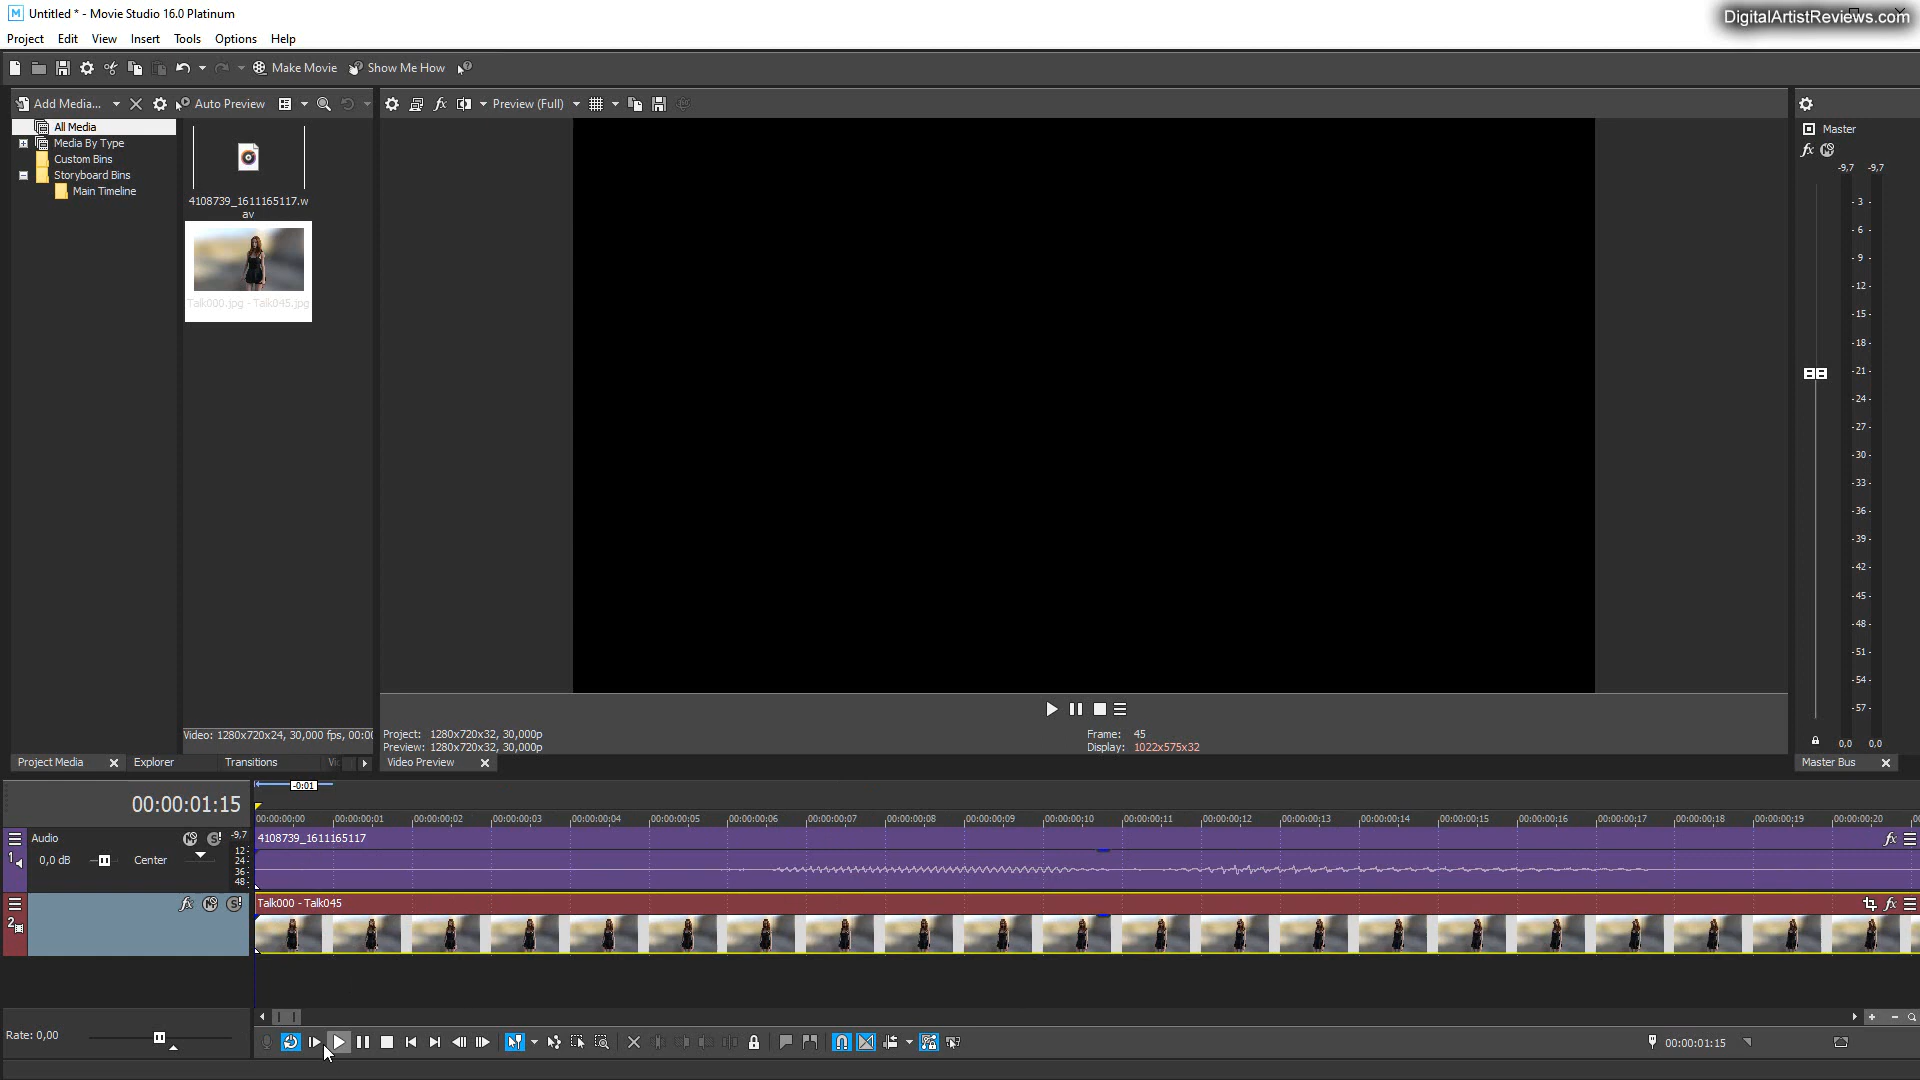 Untitled * - Movie Studio 16.0 Platinum
DigitalArtistReviews.com
Project Edit View Insert Tools Options Help
Make Movie Show Me How
Add Media... Auto Preview Preview (Full)
All Media
Media By Type
Custom Bins
Storyboard Bins
Main Timeline
4108739_1611165117.w
av
Talk000.jpg - Talk045.jpg
Master
-9,7 -9,7
- 3 -
- 6 -
- 9 -
- 12 -
- 15 -
- 18 -
- 21 -
- 24 -
- 27 -
- 30 -
- 33 -
- 36 -
- 39 -
- 42 -
- 45 -
- 48 -
- 51 -
- 54 -
- 57 -
0,0 0,0
Video: 1280x720x24, 30,000 fps, 00:00
Project: 1280x720x32, 30,000p
Preview: 1280x720x32, 30,000p
Frame: 45
Display: 1022x575x32
Project Media Explorer Transitions
Video Preview
Master Bus
-0:01
00:00:01:15
00:00:00:00 00:00:00:01 00:00:00:02 00:00:00:03 00:00:00:04 00:00:00:05 00:00:00:06 00:00:00:07 00:00:00:08 00:00:00:09 00:00:00:10 00:00:00:11 00:00:00:12 00:00:00:13 00:00:00:14 00:00:00:15 00:00:00:16 00:00:00:17 00:00:00:18 00:00:00:19 00:00:00:20
1 Audio -9,7
4108739_1611165117
0,0 dB Center
12-
24-
36-
48-
2
Talk000 - Talk045
Rate: 0,00
00:00:01:15